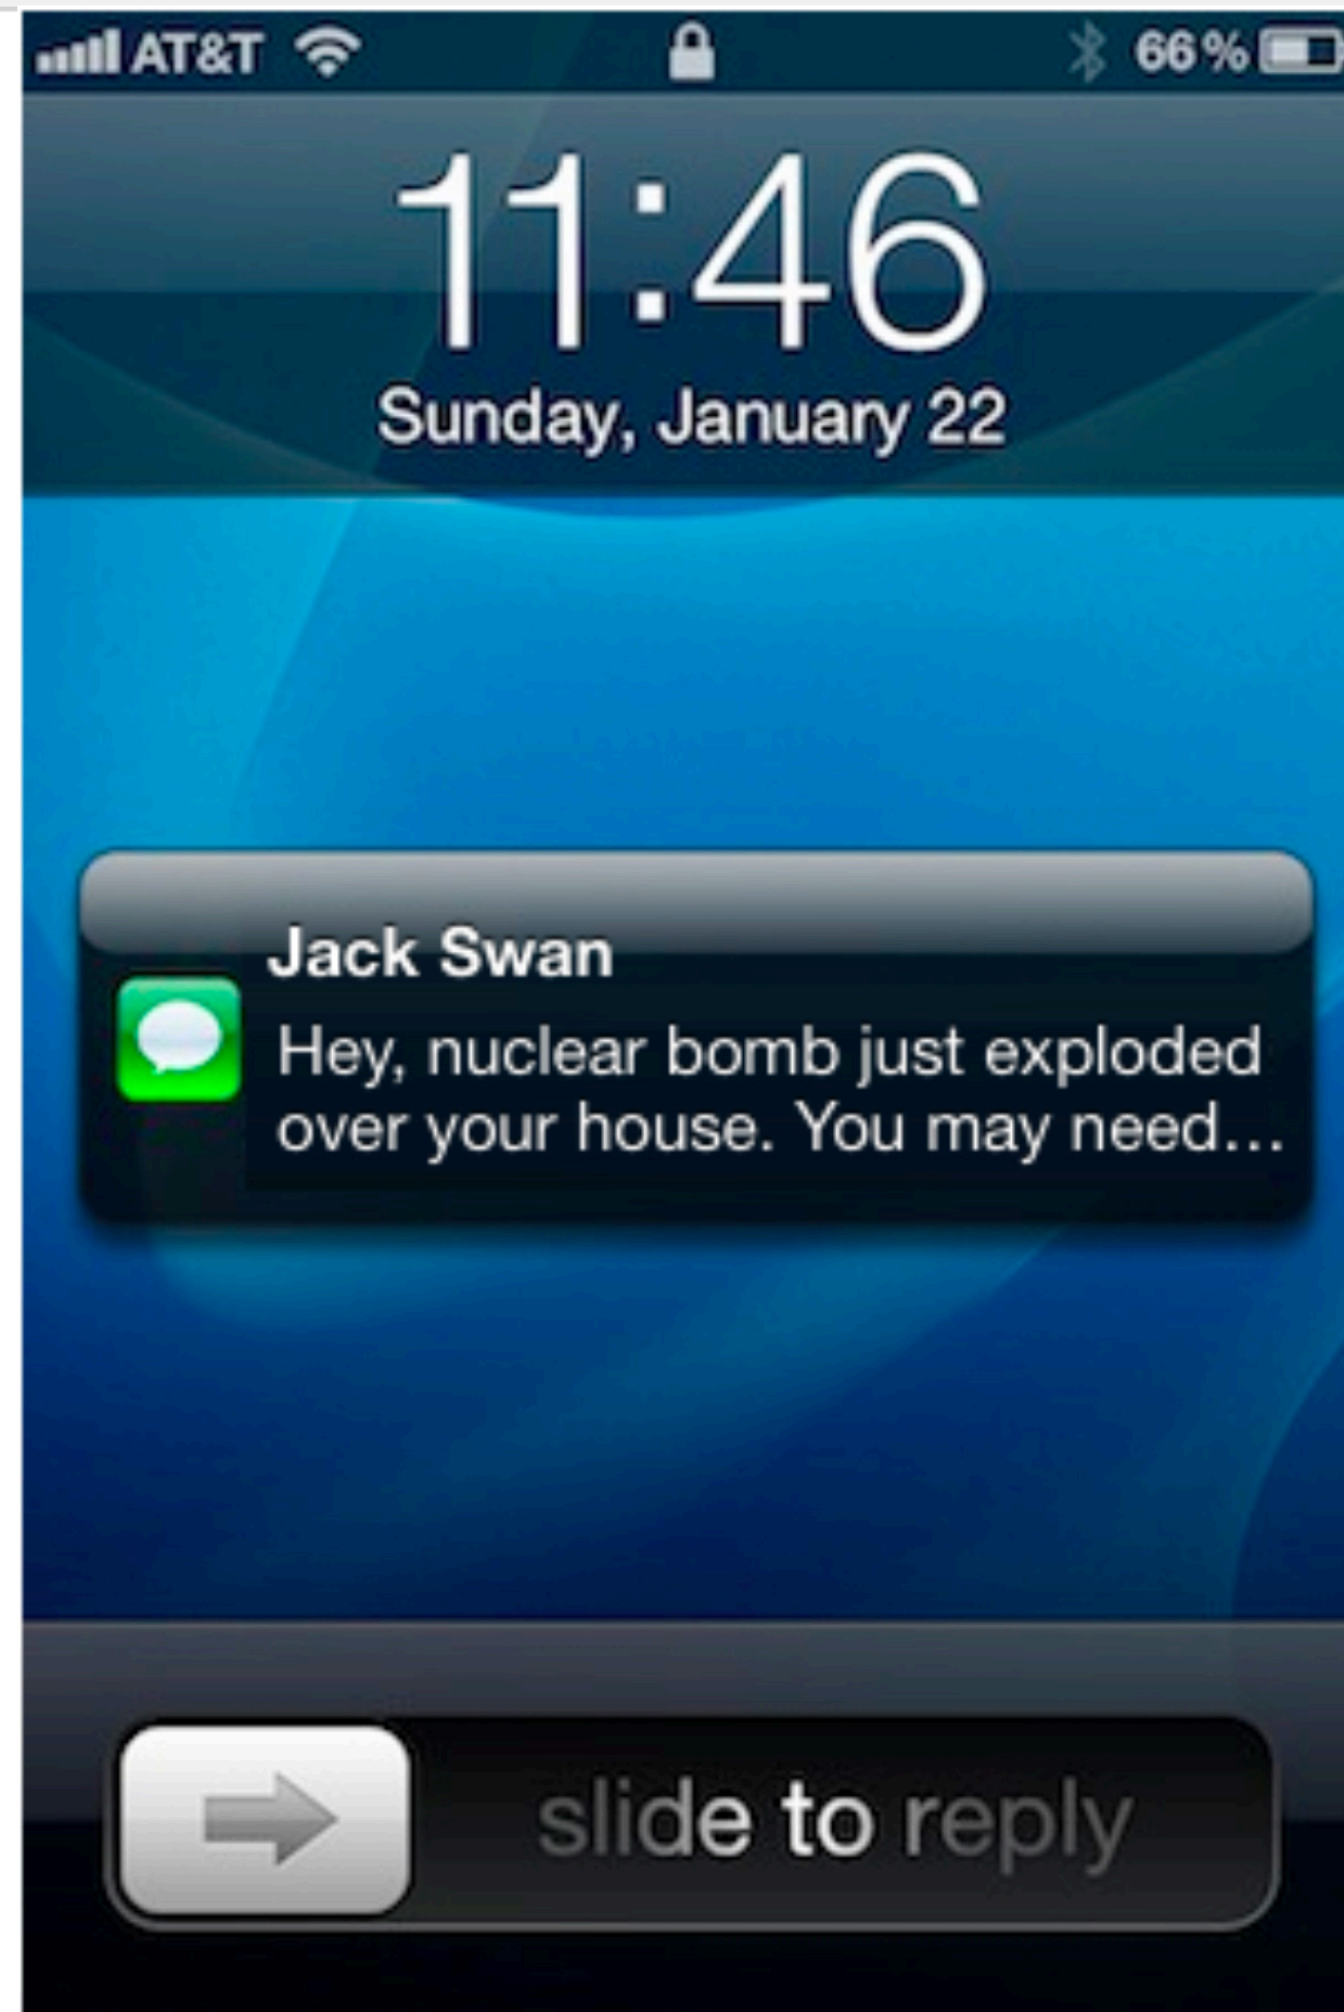 AT&T 66%
11:46
Sunday, January 22
Jack Swan
Hey, nuclear bomb just exploded
over your house. You may need...
slide to reply